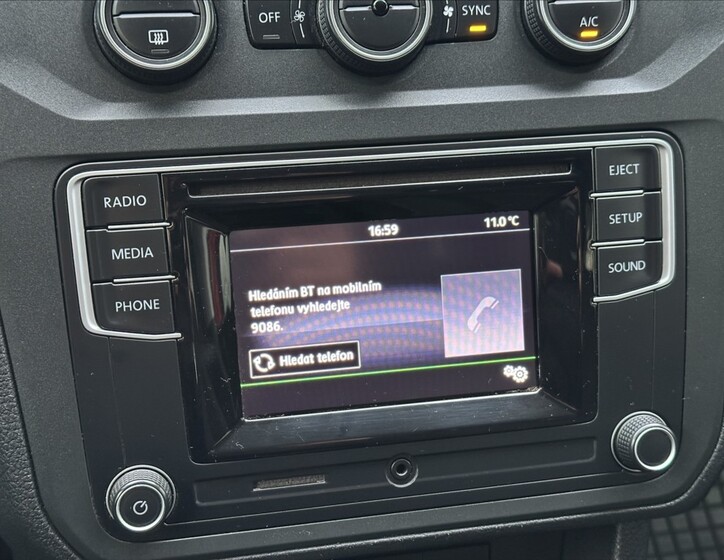 OFF
SYNC
A/C
RADIO
MEDIA
PHONE
EJECT
SETUP
SOUND
16:59
11.0 °C
Hledáním BT na mobilním
telefonu vyhledejte
9086.
Hledat telefon